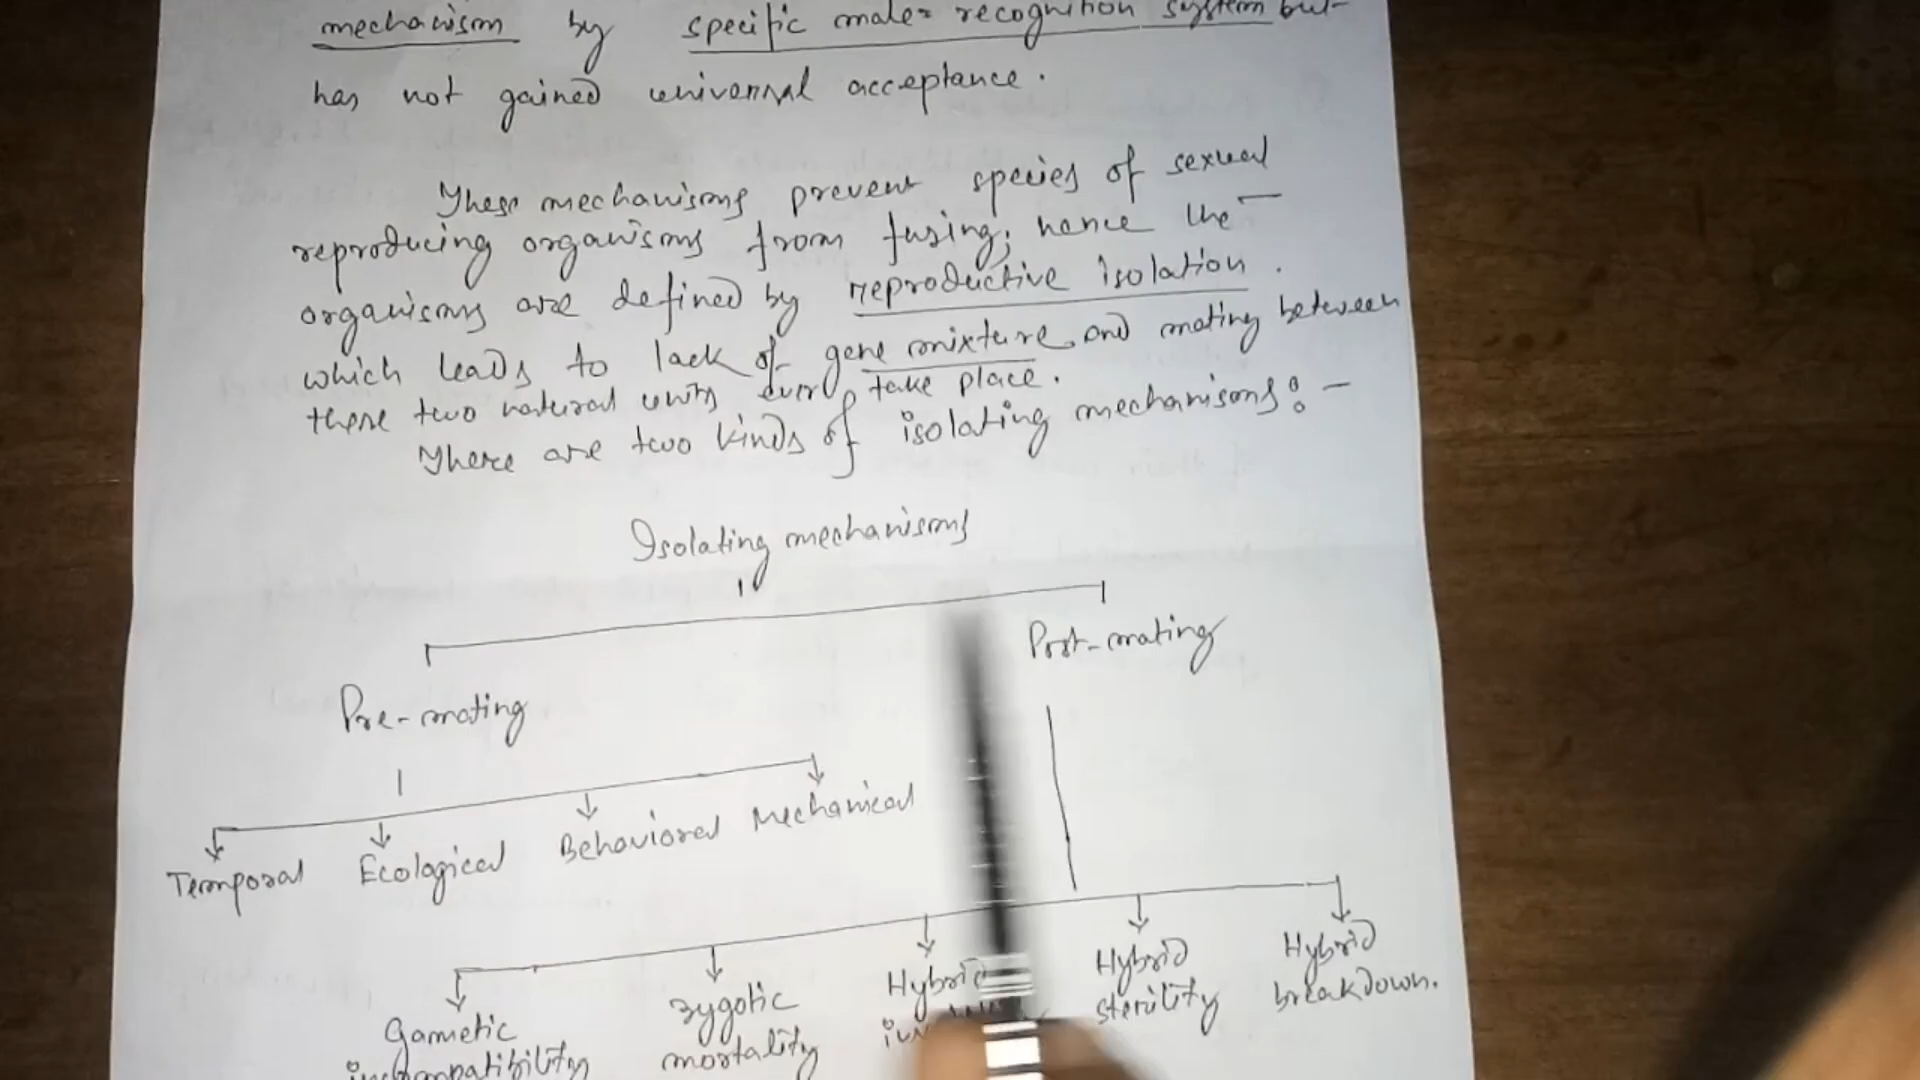 mechanism by specific mate recognition system but
has not gained universal acceptance.
These mechanisms prevent species of sexual
reproducing organisms from fusing; hence the
organisms are defined by reproductive isolation.
which leads to lack of gene mixture and mating between
these two natural units take place.
There are two kinds of isolating mechanisms: -
Isolating mechanisms
Pre-mating
Post-mating
Temporal Ecological Behavioral Mechanical
Gametic incompatibility
zygotic mortality
Hybrid
Hybrid sterility
Hybrid breakdown.